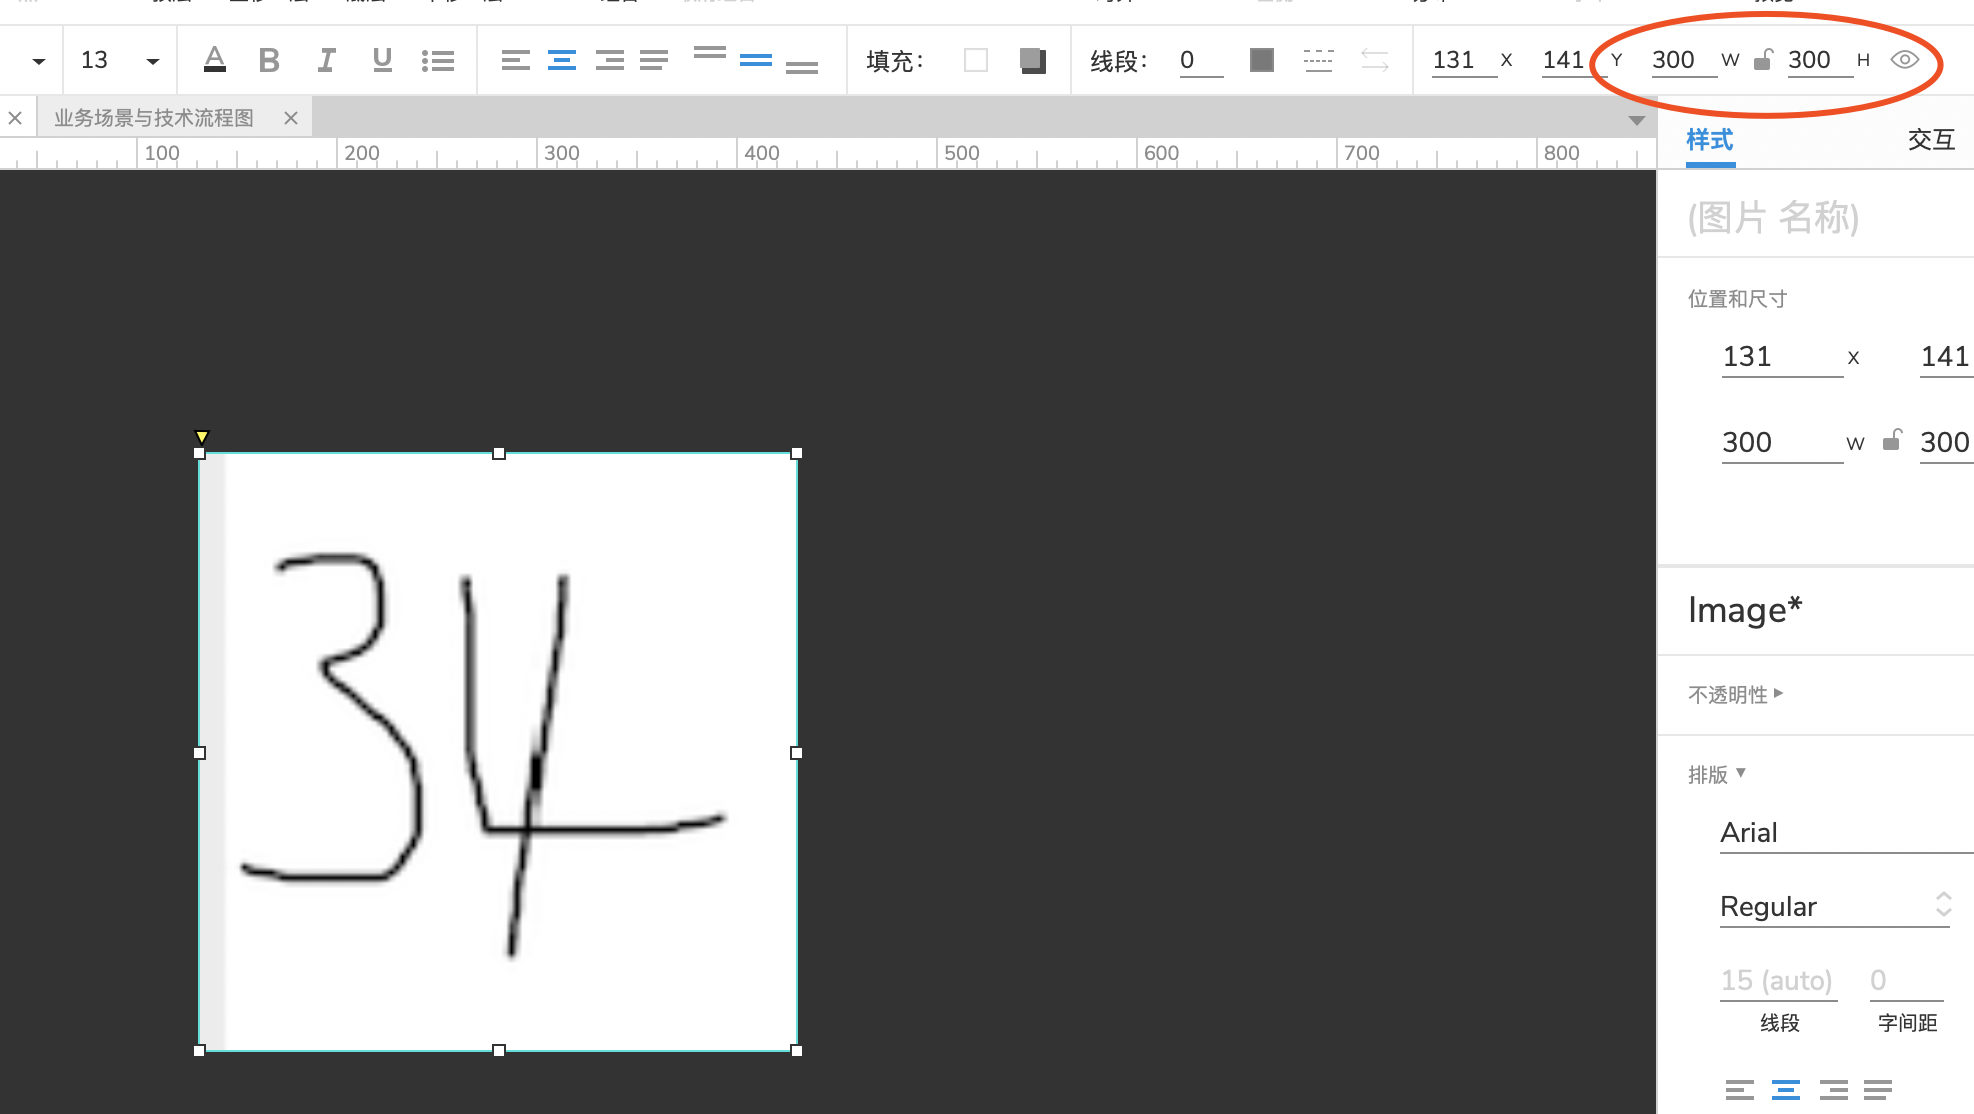 13 A B I U 填充： 线段： 0 131 X 141 Y 300 W 300 H
业务场景与技术流程图
100 200 300 400 500 600 700 800
样式 交互
(图片 名称)
位置和尺寸
131 X 141
300 W 300
Image*
不透明性
排版
Arial
Regular
15 (auto) 0
线段 字间距
34